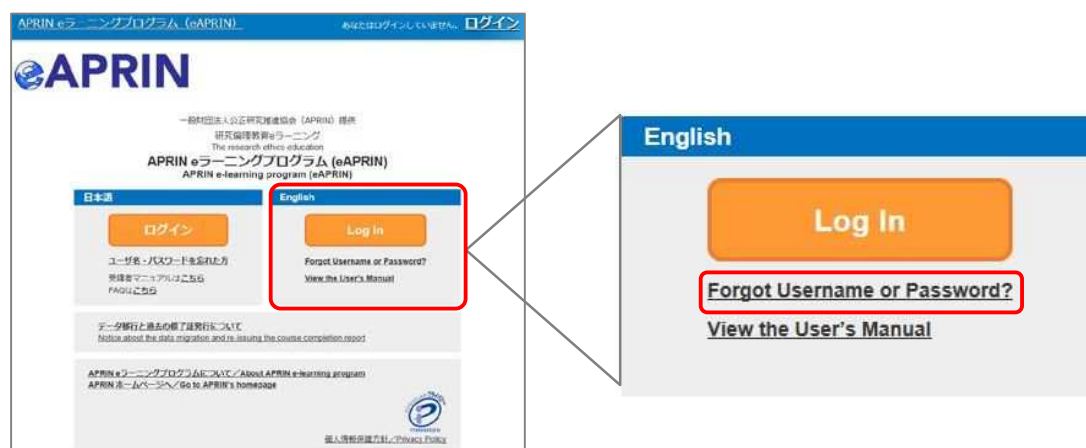 APRIN eラーニングプログラム (eAPRIN)
あなたはログインしていません。 ログイン
eAPRIN
一般財団法人公正研究推進協会 (APRIN) 提供
研究倫理教育eラーニング
The research ethics education
APRIN eラーニングプログラム (eAPRIN)
APRIN e-learning program (eAPRIN)
日本語
ログイン
ユーザ名・パスワードを忘れた方
受講者マニュアルはこちら
FAQはこちら
English
Log In
Forgot Username or Password?
View the User's Manual
データ移行と過去の修了証発行について
Notice about the data migration and re-issuing the course completion report
APRIN eラーニングプログラムについて／About APRIN e-learning program
APRIN ホームページへ／Go to APRIN's homepage
個人情報保護方針／Privacy Policy
English
Log In
Forgot Username or Password?
View the User's Manual